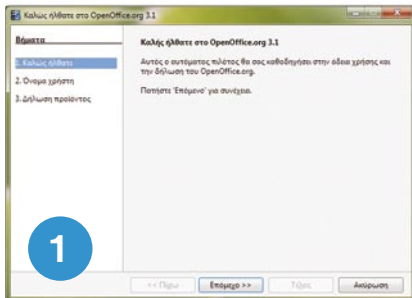 Καλώς ήλθατε στο OpenOffice.org 3.1
Βήματα
1. Καλώς ήλθατε
2. Όνομα χρήστη
3. Δήλωση προϊόντος
Καλής ήλθατε στο OpenOffice.org 3.1
Αυτός ο αυτόματος πιλότος θα σας καθοδηγήσει στην άδεια χρήσης και
την δήλωση του OpenOffice.org.
Πατήστε 'Επόμενο' για συνέχεια.
1
<< Πίσω
Επόμενο >>
Τέλος
Ακύρωση